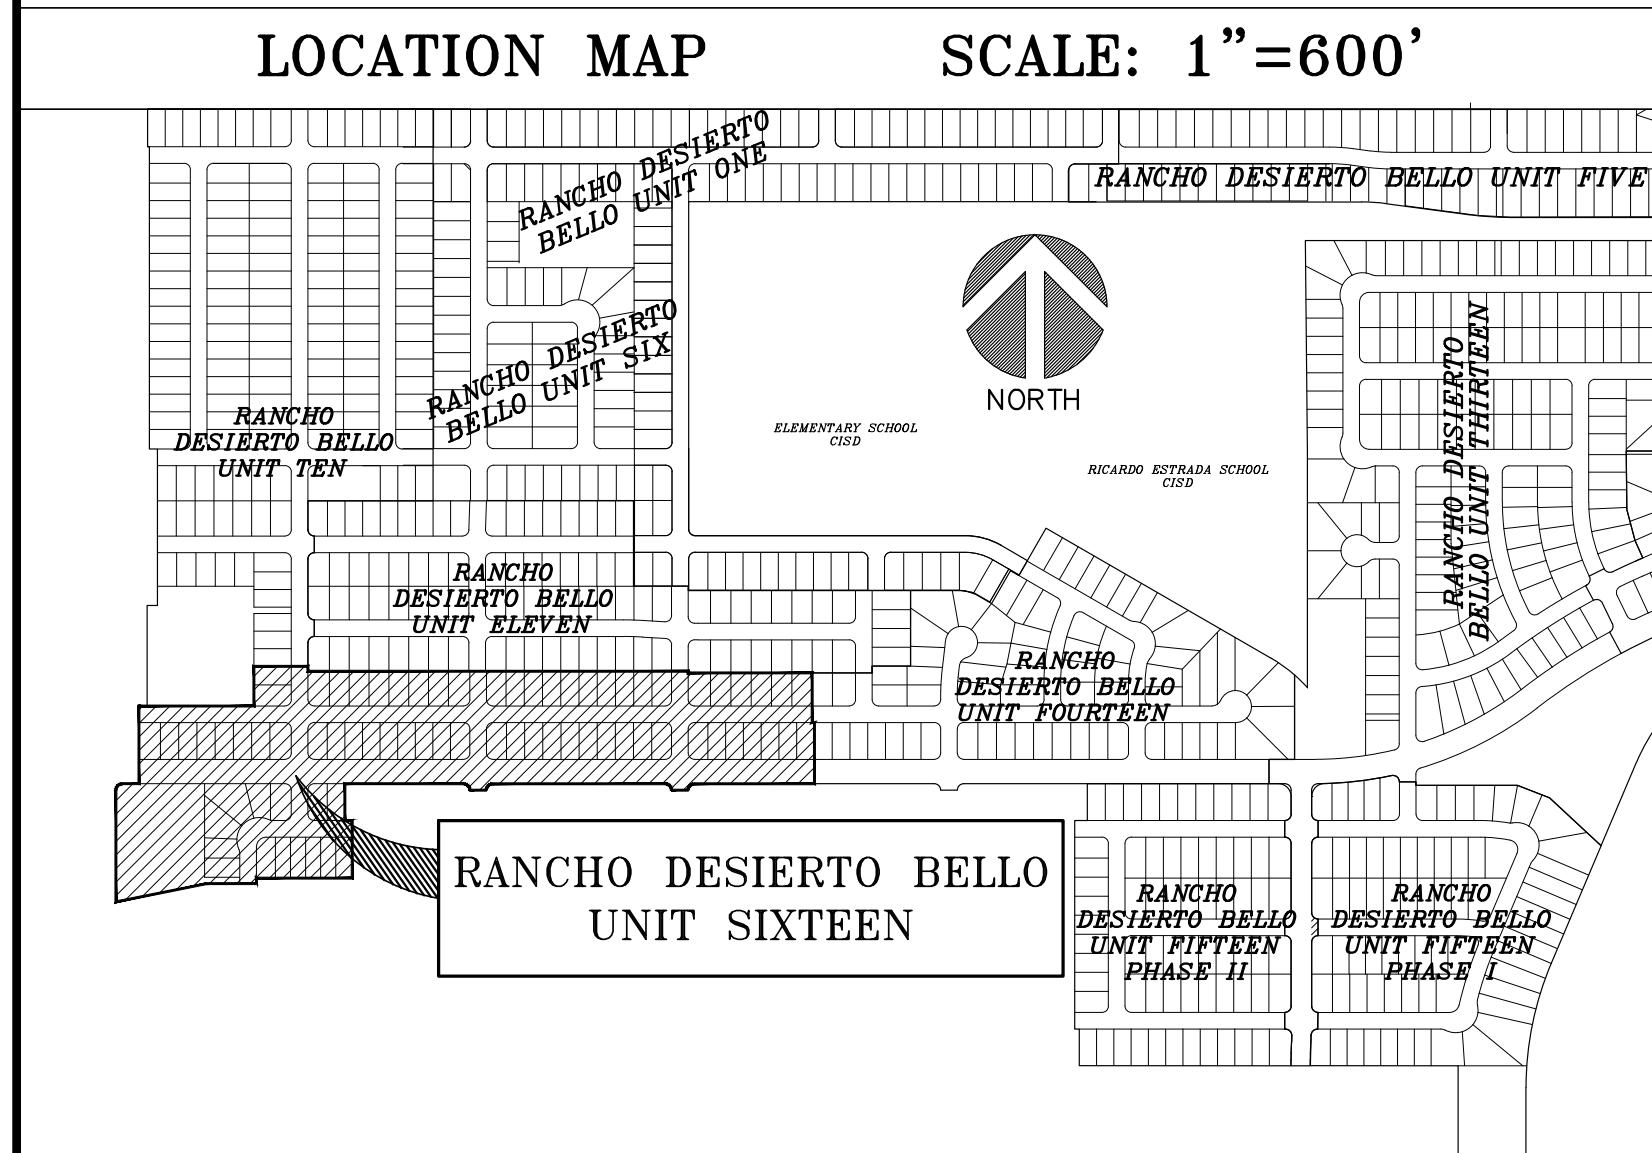 LOCATION MAP SCALE: 1”=600’
RANCHO DESIERTO
BELLO UNIT ONE
RANCHO DESIERTO BELLO UNIT FIVE
RANCHO DESIERTO
BELLO UNIT SIX
NORTH
RANCHO
DESIERTO BELLO
UNIT TEN
ELEMENTARY SCHOOL
CISD
RICARDO ESTRADA SCHOOL
CISD
RANCHO DESIERTO
BELLO UNIT THIRTEEN
RANCHO
DESIERTO BELLO
UNIT ELEVEN
RANCHO
DESIERTO BELLO
UNIT FOURTEEN
RANCHO DESIERTO BELLO
UNIT SIXTEEN
RANCHO
DESIERTO BELLO
UNIT FIFTEEN
PHASE II
RANCHO
DESIERTO BELLO
UNIT FIFTEEN
PHASE I